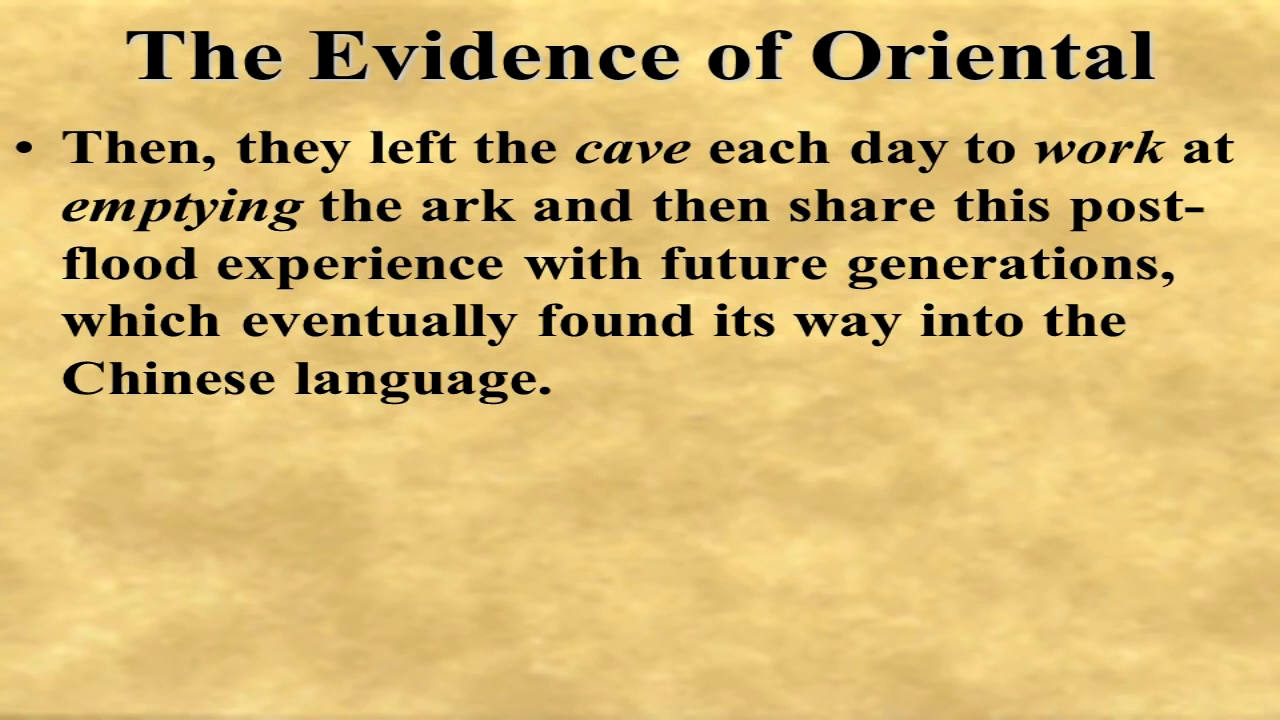 The Evidence of Oriental
• Then, they left the cave each day to work at
emptying the ark and then share this post-
flood experience with future generations,
which eventually found its way into the
Chinese language.